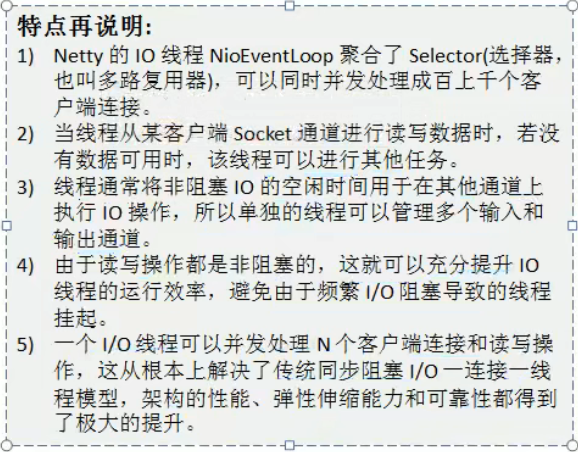 特点再说明:
1) Netty 的 IO 线程 NioEventLoop 聚合了 Selector(选择器，
也叫多路复用器)，可以同时并发处理成百上千个客
户端连接。
2) 当线程从某客户端 Socket 通道进行读写数据时，若没
有数据可用时，该线程可以进行其他任务。
3) 线程通常将非阻塞 IO 的空闲时间用于在其他通道上
执行 IO 操作，所以单独的线程可以管理多个输入和
输出通道。
4) 由于读写操作都是非阻塞的，这就可以充分提升 IO
线程的运行效率，避免由于频繁 I/O 阻塞导致的线程
挂起。
5) 一个 I/O 线程可以并发处理 N 个客户端连接和读写操
作，这从根本上解决了传统同步阻塞 I/O 一连接一线
程模型，架构的性能、弹性伸缩能力和可靠性都得到
了极大的提升。